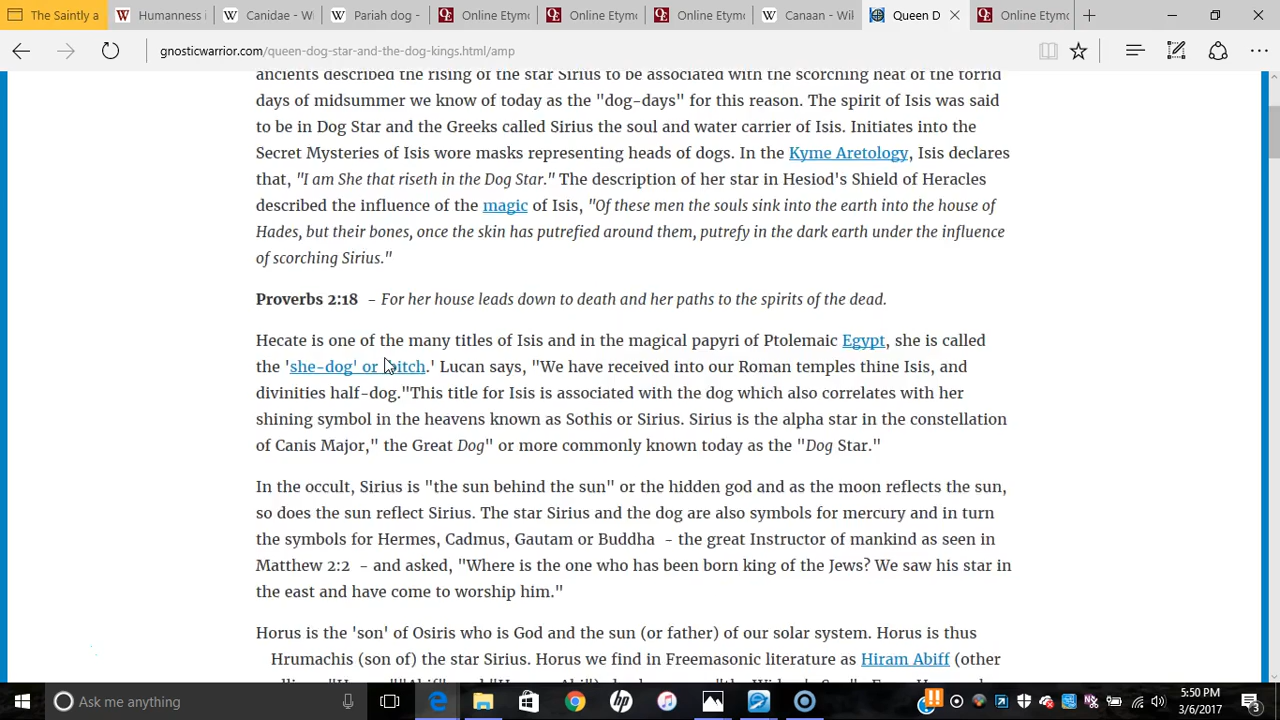 The Saintly a
Humanness i
Canidae - W
Pariah dog -
Online Etymo
Online Etymo
Online Etymo
Canaan - Wil
Queen D
Online Etymo
gnosticwarrior.com/queen-dog-star-and-the-dog-kings.html/amp
ancients described the rising of the star Sirius to be associated with the scorching heat of the torrid
days of midsummer we know of today as the "dog-days" for this reason. The spirit of Isis was said
to be in Dog Star and the Greeks called Sirius the soul and water carrier of Isis. Initiates into the
Secret Mysteries of Isis wore masks representing heads of dogs. In the Kyme Aretology, Isis declares
that, "I am She that riseth in the Dog Star." The description of her star in Hesiod's Shield of Heracles
described the influence of the magic of Isis, "Of these men the souls sink into the earth into the house of
Hades, but their bones, once the skin has putrefied around them, putrefy in the dark earth under the influence
of scorching Sirius."
Proverbs 2:18 - For her house leads down to death and her paths to the spirits of the dead.
Hecate is one of the many titles of Isis and in the magical papyri of Ptolemaic Egypt, she is called
the 'she-dog' or bitch.' Lucan says, "We have received into our Roman temples thine Isis, and
divinities half-dog."This title for Isis is associated with the dog which also correlates with her
shining symbol in the heavens known as Sothis or Sirius. Sirius is the alpha star in the constellation
of Canis Major," the Great Dog" or more commonly known today as the "Dog Star."
In the occult, Sirius is "the sun behind the sun" or the hidden god and as the moon reflects the sun,
so does the sun reflect Sirius. The star Sirius and the dog are also symbols for mercury and in turn
the symbols for Hermes, Cadmus, Gautam or Buddha - the great Instructor of mankind as seen in
Matthew 2:2 - and asked, "Where is the one who has been born king of the Jews? We saw his star in
the east and have come to worship him."
Horus is the 'son' of Osiris who is God and the sun (or father) of our solar system. Horus is thus
Hrumachis (son of) the star Sirius. Horus we find in Freemasonic literature as Hiram Abiff (other
Ask me anything
5:50 PM
3/6/2017
3